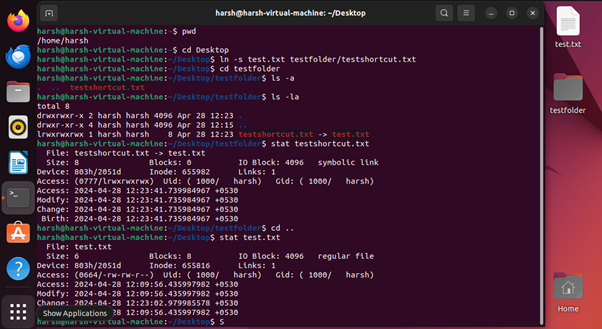 harsh@harsh-virtual-machine: ~/Desktop
harsh@harsh-virtual-machine:~$ pwd
/home/harsh
harsh@harsh-virtual-machine:~$ cd Desktop
harsh@harsh-virtual-machine:~/Desktop$ ln -s test.txt testfolder/testshortcut.txt
harsh@harsh-virtual-machine:~/Desktop$ cd testfolder
harsh@harsh-virtual-machine:~/Desktop/testfolder$ ls -a
. .. testshortcut.txt
harsh@harsh-virtual-machine:~/Desktop/testfolder$ ls -la
total 8
drwxrwxr-x 2 harsh harsh 4096 Apr 28 12:23 .
drwxr-xr-x 4 harsh harsh 4096 Apr 28 12:15 ..
lrwxrwxrwx 1 harsh harsh 8 Apr 28 12:23 testshortcut.txt -> test.txt
harsh@harsh-virtual-machine:~/Desktop/testfolder$ stat testshortcut.txt
File: testshortcut.txt -> test.txt
Size: 8 Blocks: 0 IO Block: 4096 symbolic link
Device: 803h/2051d Inode: 655982 Links: 1
Access: (0777/lrwxrwxrwx) Uid: ( 1000/ harsh) Gid: ( 1000/ harsh)
Access: 2024-04-28 12:23:41.739984967 +0530
Modify: 2024-04-28 12:23:41.735984967 +0530
Change: 2024-04-28 12:23:41.735984967 +0530
Birth: 2024-04-28 12:23:41.735984967 +0530
harsh@harsh-virtual-machine:~/Desktop/testfolder$ cd ..
harsh@harsh-virtual-machine:~/Desktop$ stat test.txt
File: test.txt
Size: 6 Blocks: 8 IO Block: 4096 regular file
Device: 803h/2051d Inode: 655816 Links: 1
Access: (0664/-rw-rw-r--) Uid: ( 1000/ harsh) Gid: ( 1000/ harsh)
Access: 2024-04-28 12:09:56.435997982 +0530
Modify: 2024-04-28 12:09:56.435997982 +0530
Change: 2024-04-28 12:23:02.979985578 +0530
28 12:09:56.435997982 +0530
harsh@harsh-virtual-machine:~/Desktop$ S
Show Applications
test.txt
testfolder
Home